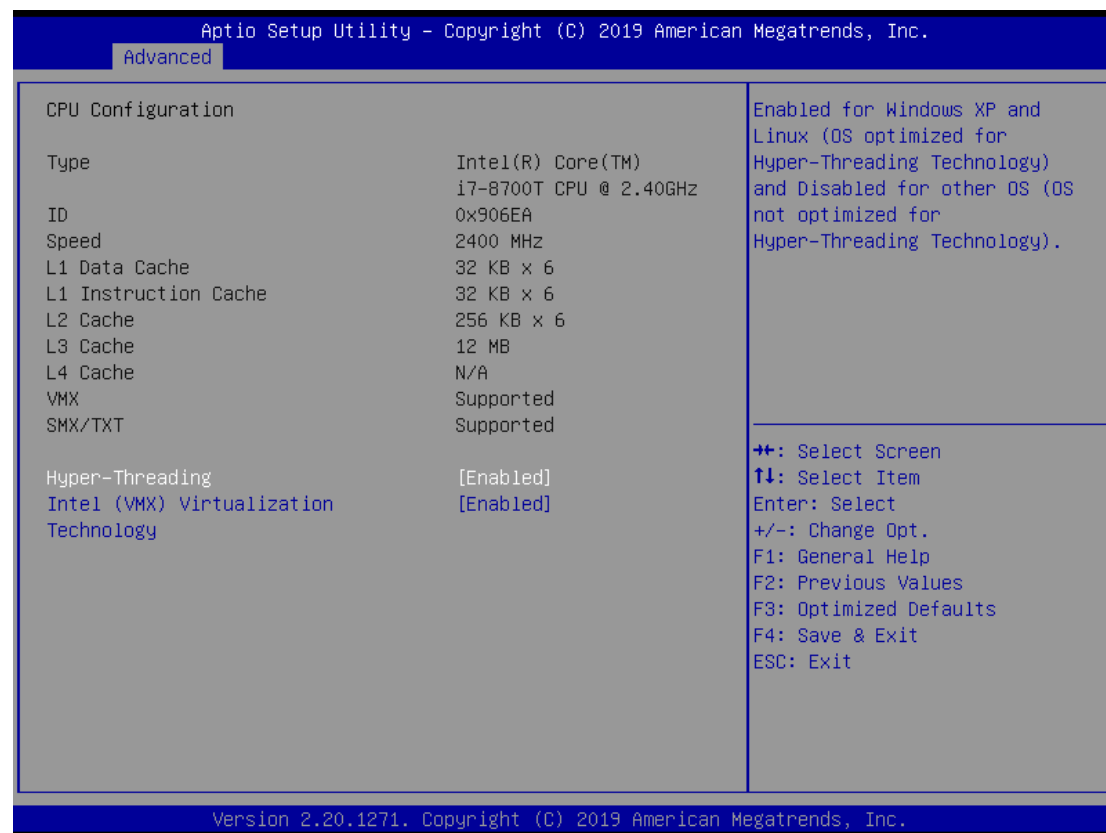 Aptio Setup Utility – Copyright (C) 2019 American Megatrends, Inc.
Advanced
CPU Configuration
Type Intel(R) Core(TM)
i7-8700T CPU @ 2.40GHz
ID 0x906EA
Speed 2400 MHz
L1 Data Cache 32 KB x 6
L1 Instruction Cache 32 KB x 6
L2 Cache 256 KB x 6
L3 Cache 12 MB
L4 Cache N/A
VMX Supported
SMX/TXT Supported
Hyper-Threading [Enabled]
Intel (VMX) Virtualization [Enabled]
Technology
Enabled for Windows XP and
Linux (OS optimized for
Hyper-Threading Technology)
and Disabled for other OS (OS
not optimized for
Hyper-Threading Technology).
→←: Select Screen
↑↓: Select Item
Enter: Select
+/-: Change Opt.
F1: General Help
F2: Previous Values
F3: Optimized Defaults
F4: Save & Exit
ESC: Exit
Version 2.20.1271. Copyright (C) 2019 American Megatrends, Inc.